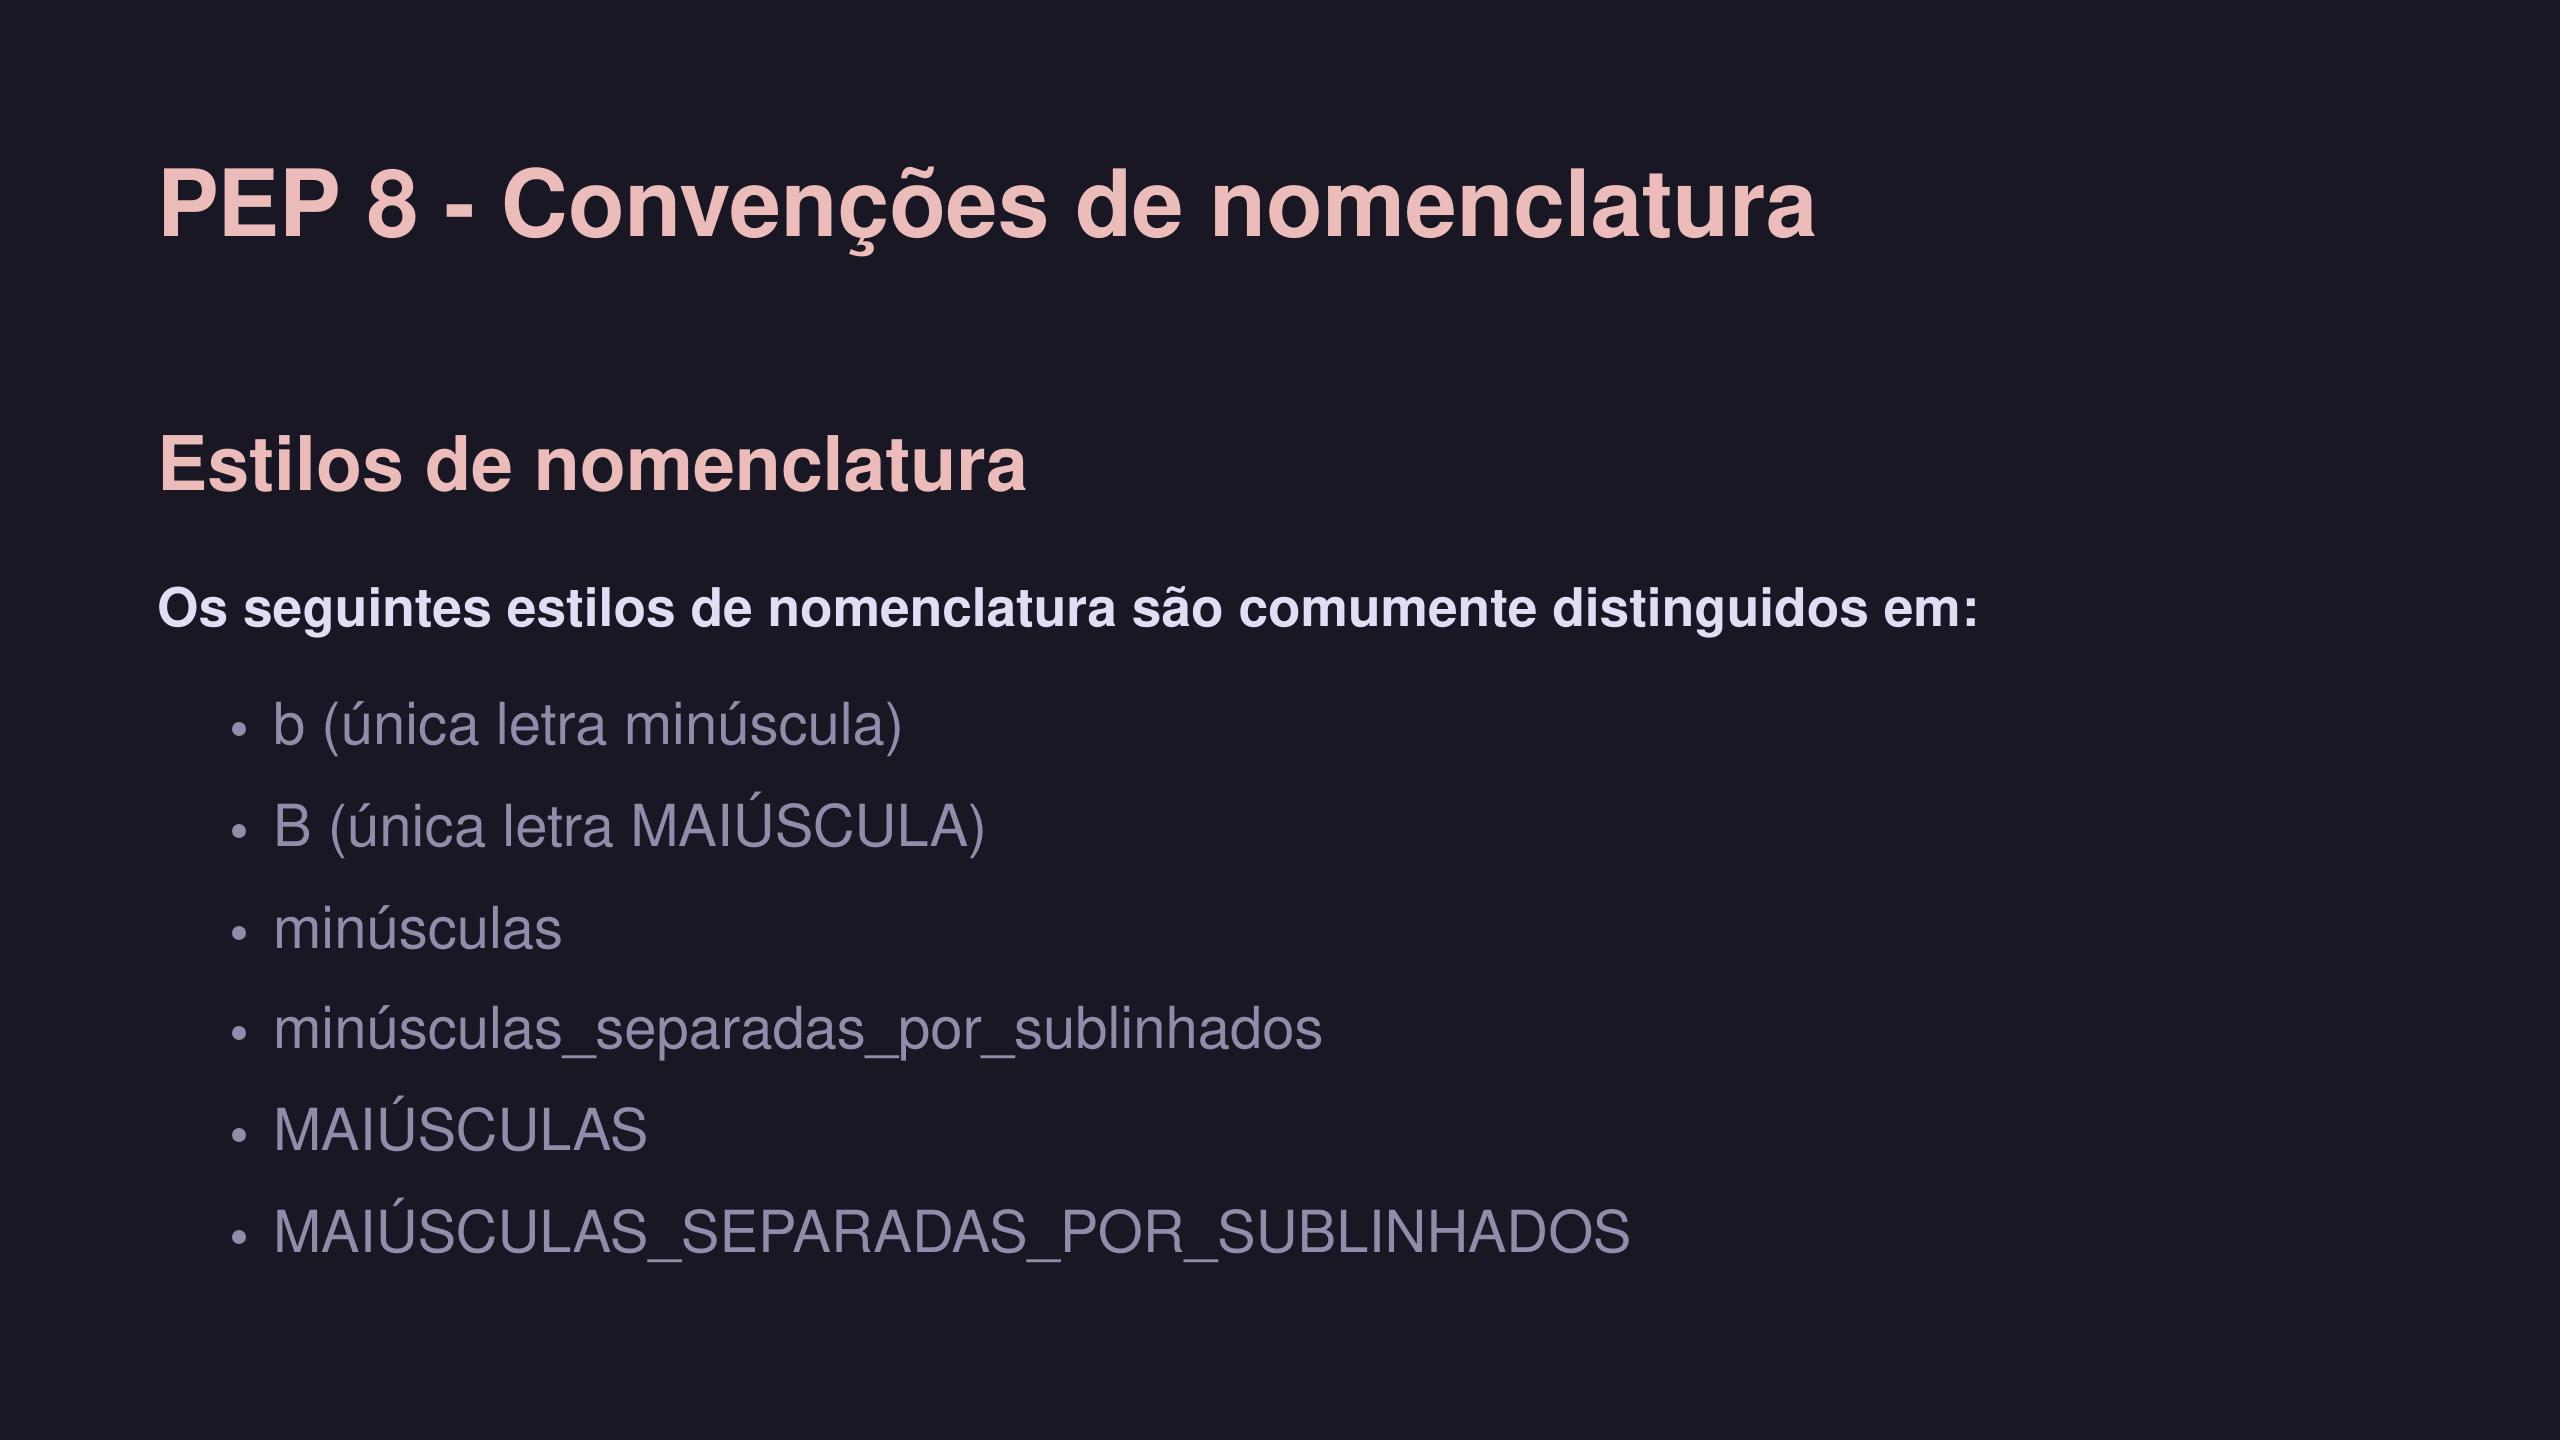 PEP 8 - Convenções de nomenclatura
Estilos de nomenclatura
Os seguintes estilos de nomenclatura são comumente distinguidos em:
• b (única letra minúscula)
• B (única letra MAIÚSCULA)
• minúsculas
• minúsculas_separadas_por_sublinhados
• MAIÚSCULAS
• MAIÚSCULAS_SEPARADAS_POR_SUBLINHADOS